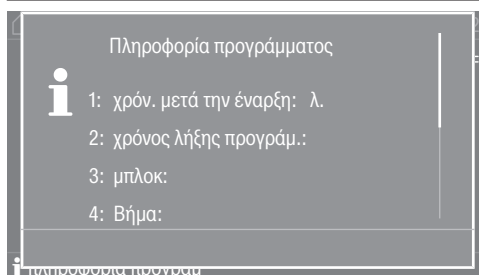 Πληροφορία προγράμματος
1: χρόν. μετά την έναρξη: λ.
2: χρόνος λήξης προγράμ.:
3: μπλοκ:
4: Βήμα: